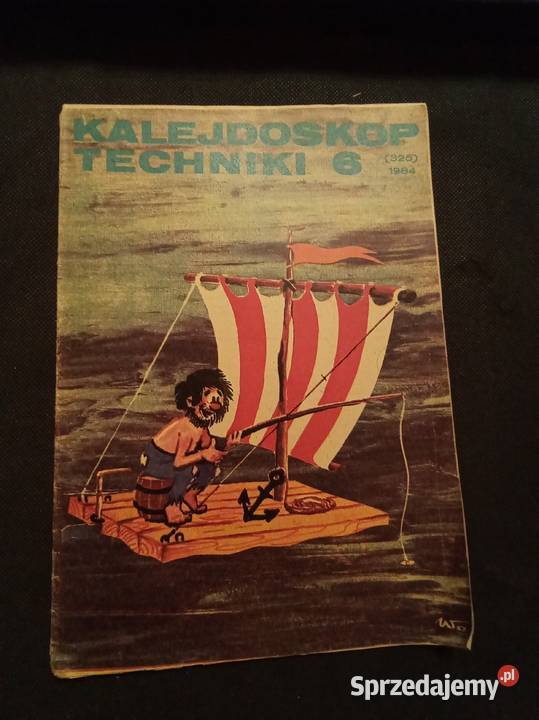 KALEJDOSKOP
TECHNIKI 6 (325)
1984
Sprzedajemy.pl